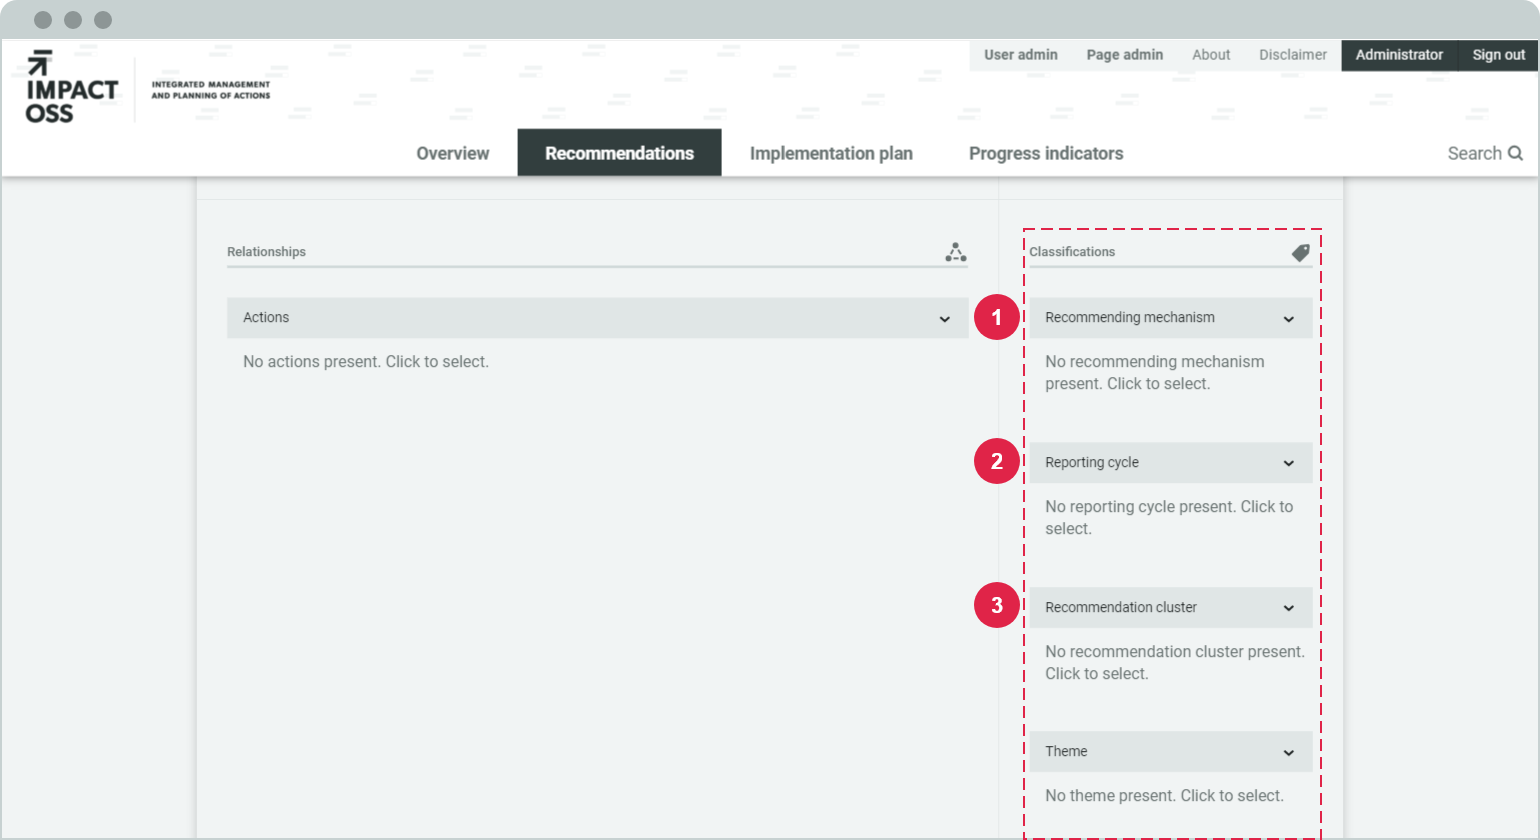 User admin
Page admin
About
Disclaimer
Administrator
Sign out
IMPACT
OSS
INTEGRATED MANAGEMENT
AND PLANNING OF ACTIONS
Overview
Recommendations
Implementation plan
Progress indicators
Search
Relationships
Actions
No actions present. Click to select.
Classifications
1
Recommending mechanism
No recommending mechanism
present. Click to select.
2
Reporting cycle
No reporting cycle present. Click to
select.
3
Recommendation cluster
No recommendation cluster present.
Click to select.
Theme
No theme present. Click to select.